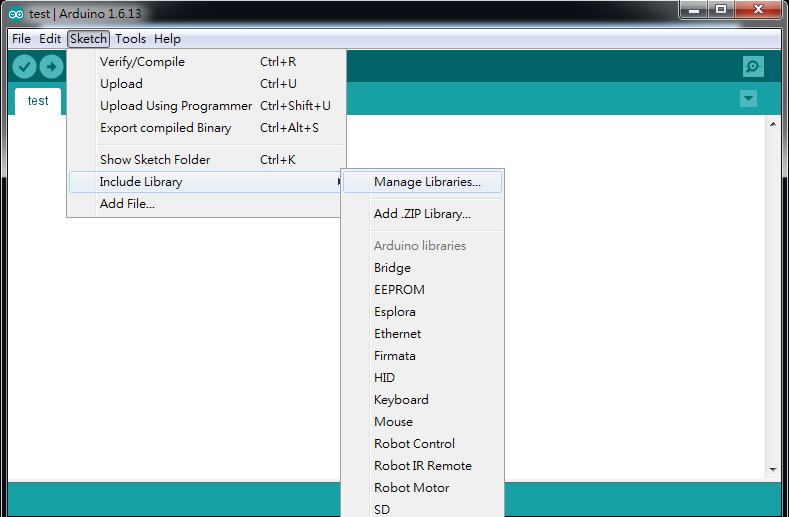 test | Arduino 1.6.13
File Edit Sketch Tools Help
test
Verify/Compile Ctrl+R
Upload Ctrl+U
Upload Using Programmer Ctrl+Shift+U
Export compiled Binary Ctrl+Alt+S
Show Sketch Folder Ctrl+K
Include Library
Add File...
Manage Libraries...
Add .ZIP Library...
Arduino libraries
Bridge
EEPROM
Esplora
Ethernet
Firmata
HID
Keyboard
Mouse
Robot Control
Robot IR Remote
Robot Motor
SD